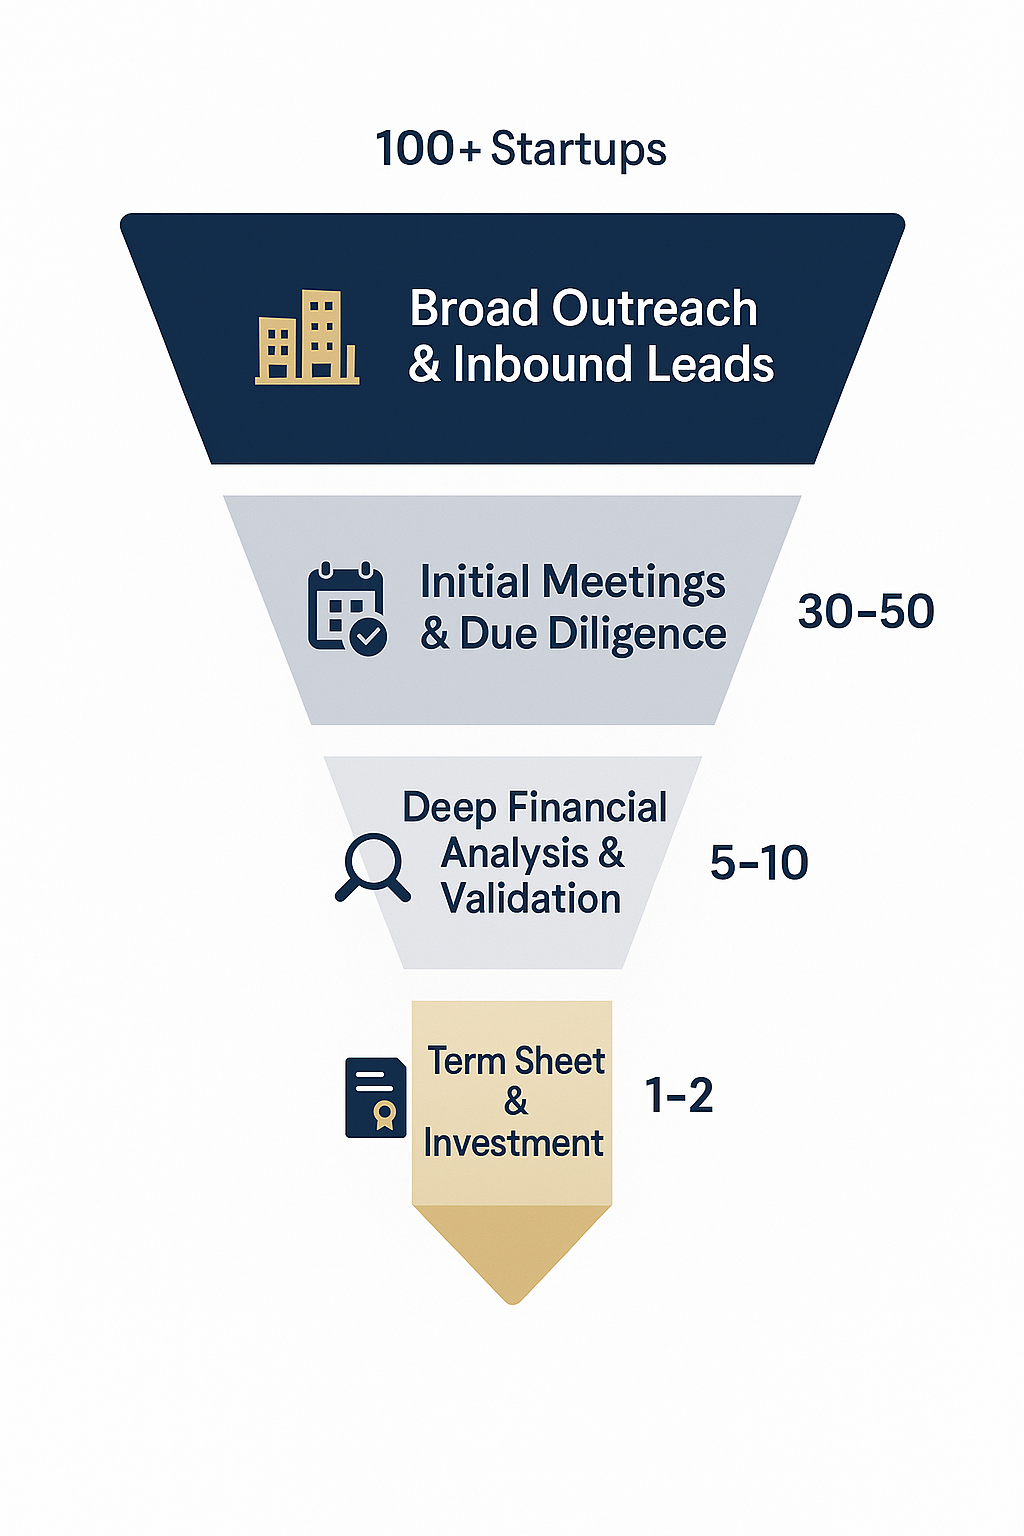 100+ Startups
Broad Outreach
& Inbound Leads
Initial Meetings
& Due Diligence
30-50
Deep Financial
Analysis &
Validation
5-10
Term Sheet
&
Investment
1-2